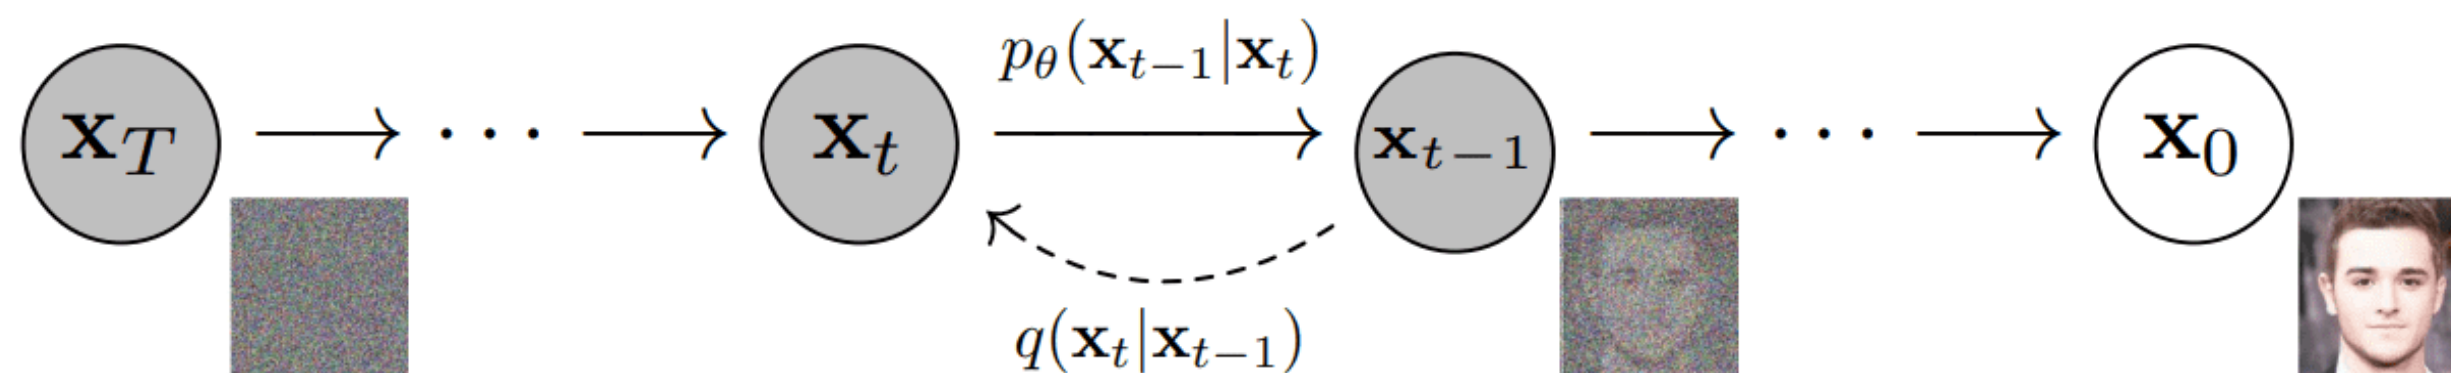 p_θ(𝐱_{t−1}|𝐱_t)
𝐱_T → · · · → 𝐱_t → 𝐱_{t−1} → · · · → 𝐱_0
q(𝐱_t|𝐱_{t−1})